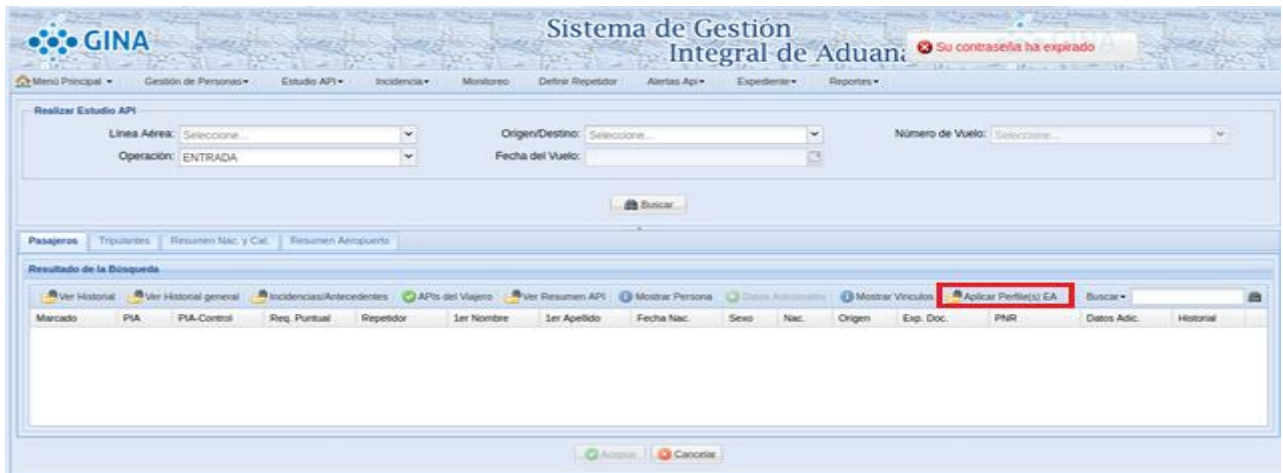 GINA
Sistema de Gestión
Integral de Aduana
Su contraseña ha expirado
Menú Principal Gestión de Personas Estudio API Incidencia Monitoreo Definir Repetidor Alertas Api Expediente Reportes
Realizar Estudio API
Línea Aérea: Seleccione... Origen/Destino: Seleccione... Número de Vuelo: Seleccione...
Operación: ENTRADA Fecha del Vuelo:
Buscar
Pasajeros Tripulantes Resumen Nac. y Cat. Resumen Aeropuerto
Resultado de la Búsqueda
Ver Historial Ver Historial general Incidencias/Antecedentes APIs del Viajero Ver Resumen API Mostrar Persona Datos Adicionales Mostrar Vínculos Aplicar Perfile(s) EA Buscar
Marcado PIA PIA-Control Req. Puntual Repetidor 1er Nombre 1er Apellido Fecha Nac. Sexo Nac. Origen Exp. Doc. PNR Datos Adic. Historial
Aceptar Cancelar